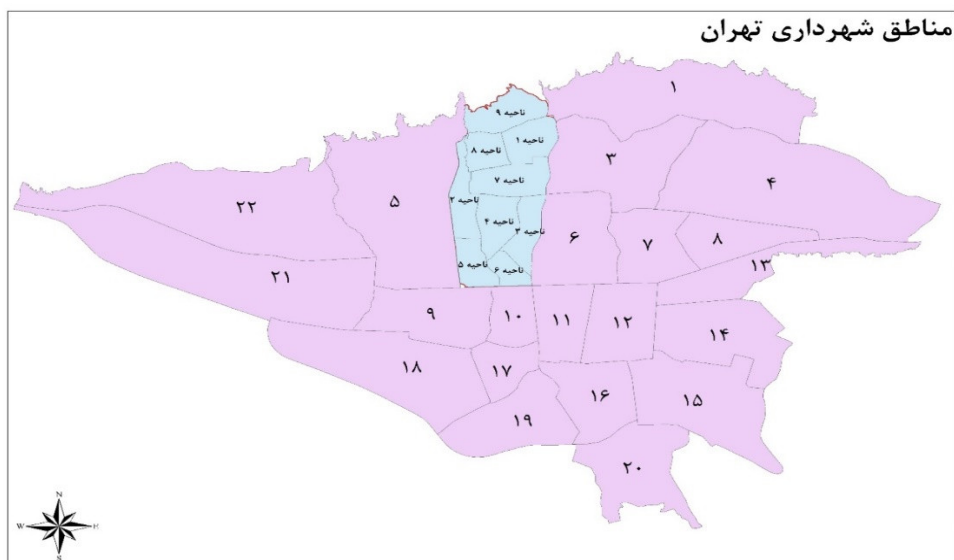 مناطق شهرداری تهران
۱
ناحیه ۹
ناحیه ۱
ناحیه ۸
۳
ناحیه ۷
۴
۲۲
۵
ناحیه ۲
ناحیه ۴
ناحیه ۳
۶
۷
۸
ناحیه ۵
ناحیه ۶
۱۳
۲۱
۹
۱۰
۱۱
۱۲
۱۴
۱۸
۱۷
۱۶
۱۵
۱۹
۲۰
N
W
E
S